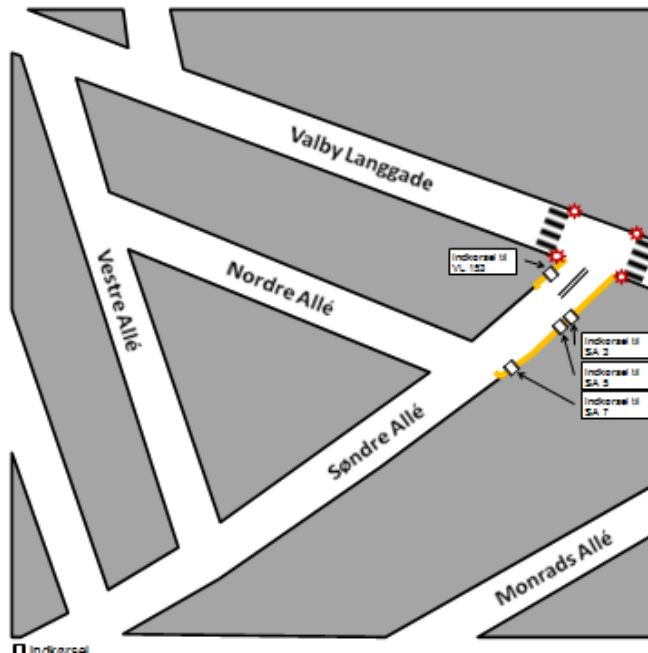 Valby Langgade
Indkørsel til
VL 153
Nordre Allé
Vestre Allé
Indkørsel til
SA 3
Indkørsel til
SA 5
Indkørsel til
SA 7
Søndre Allé
Monrads Allé
Indkørsel